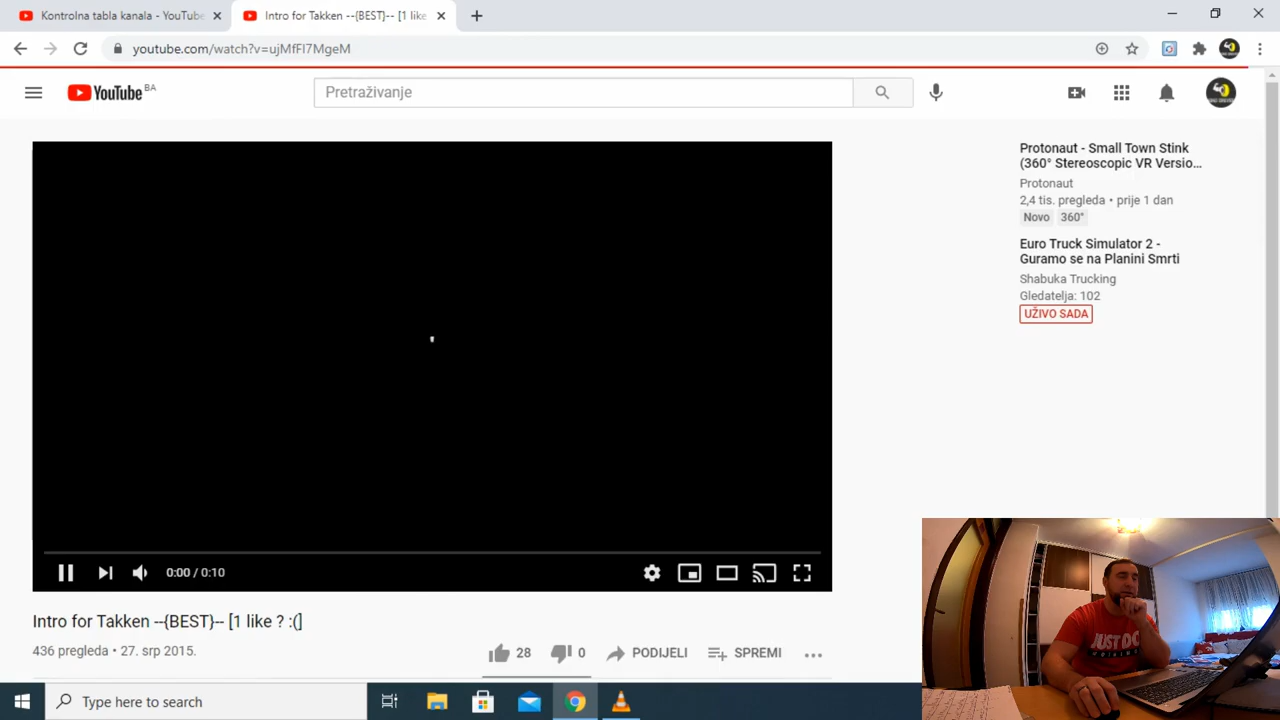 Kontrolna tabla kanala - YouTube
Intro for Takken --{BEST}-- [1 like
youtube.com/watch?v=ujMfFI7MgeM
YouTube BA
Pretraživanje
Protonaut - Small Town Stink
(360° Stereoscopic VR Versio...
Protonaut
2,4 tis. pregleda • prije 1 dan
Novo 360°
Euro Truck Simulator 2 -
Guramo se na Planini Smrti
Shabuka Trucking
Gledatelja: 102
UŽIVO SADA
0:00 / 0:10
Intro for Takken --{BEST}-- [1 like ? :(]
436 pregleda • 27. srp 2015.
28
0
PODIJELI
SPREMI
JUST DO
Type here to search